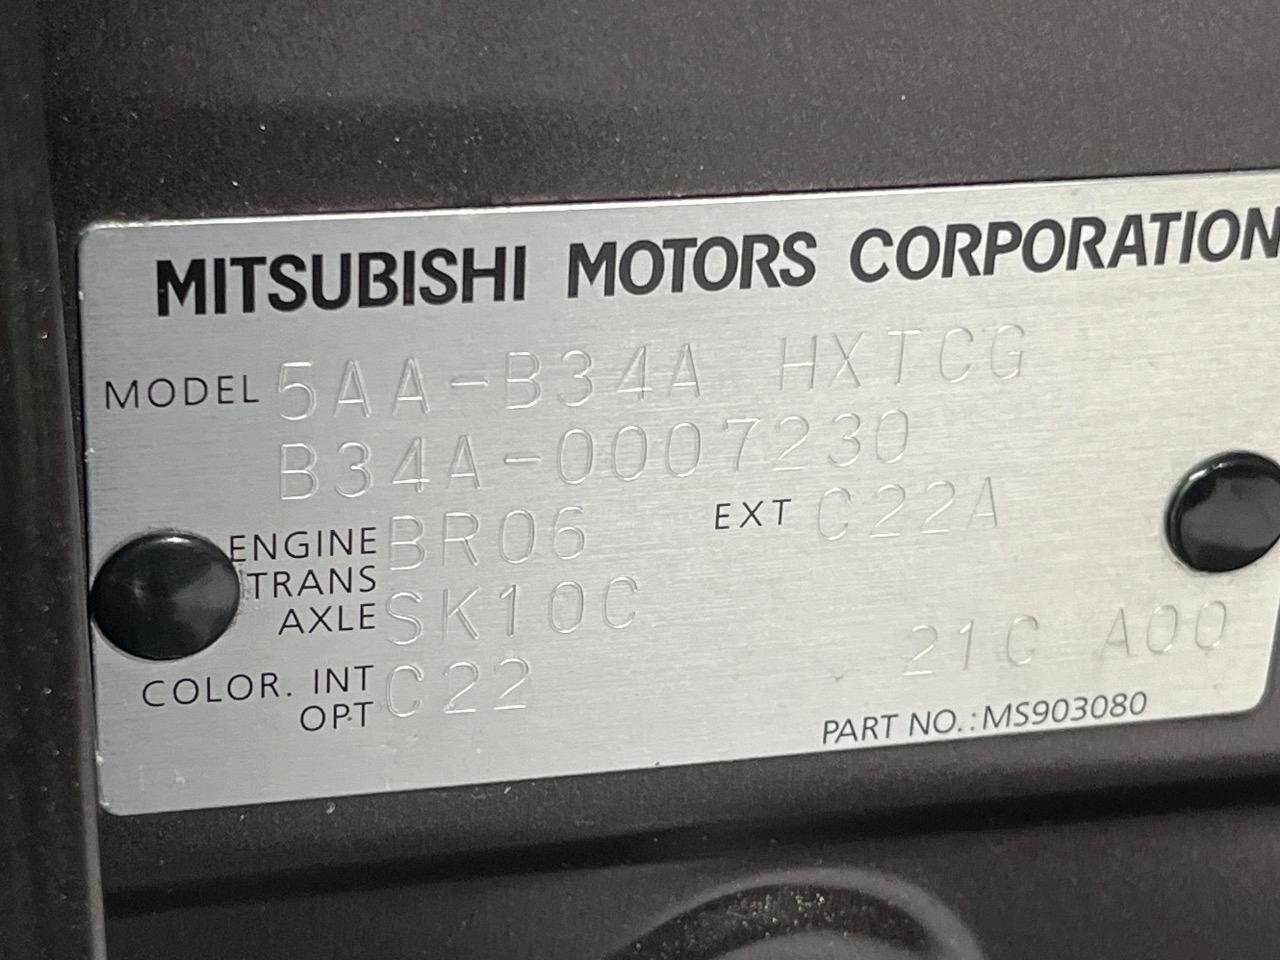 MITSUBISHI MOTORS CORPORATION
MODEL 5AA-B34A HXTCG
B34A-0007230
ENGINE BR06 EXT C22A
TRANS
AXLE SK10C
21C A00
COLOR. INT C22
OPT
PART NO.:MS903080